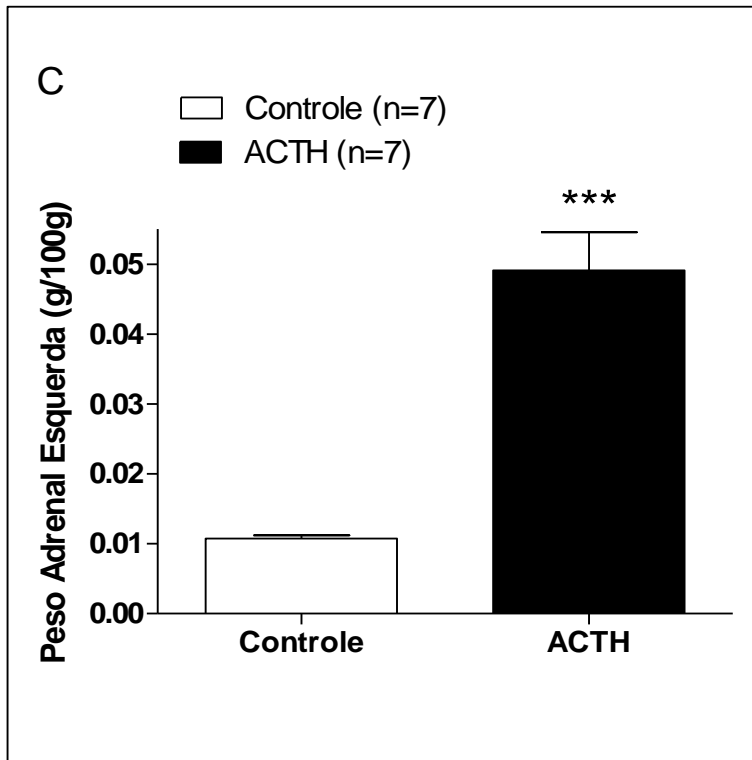 C
Controle (n=7)
ACTH (n=7)
***
Peso Adrenal Esquerda (g/100g)
0.05
0.04
0.03
0.02
0.01
0.00
Controle
ACTH